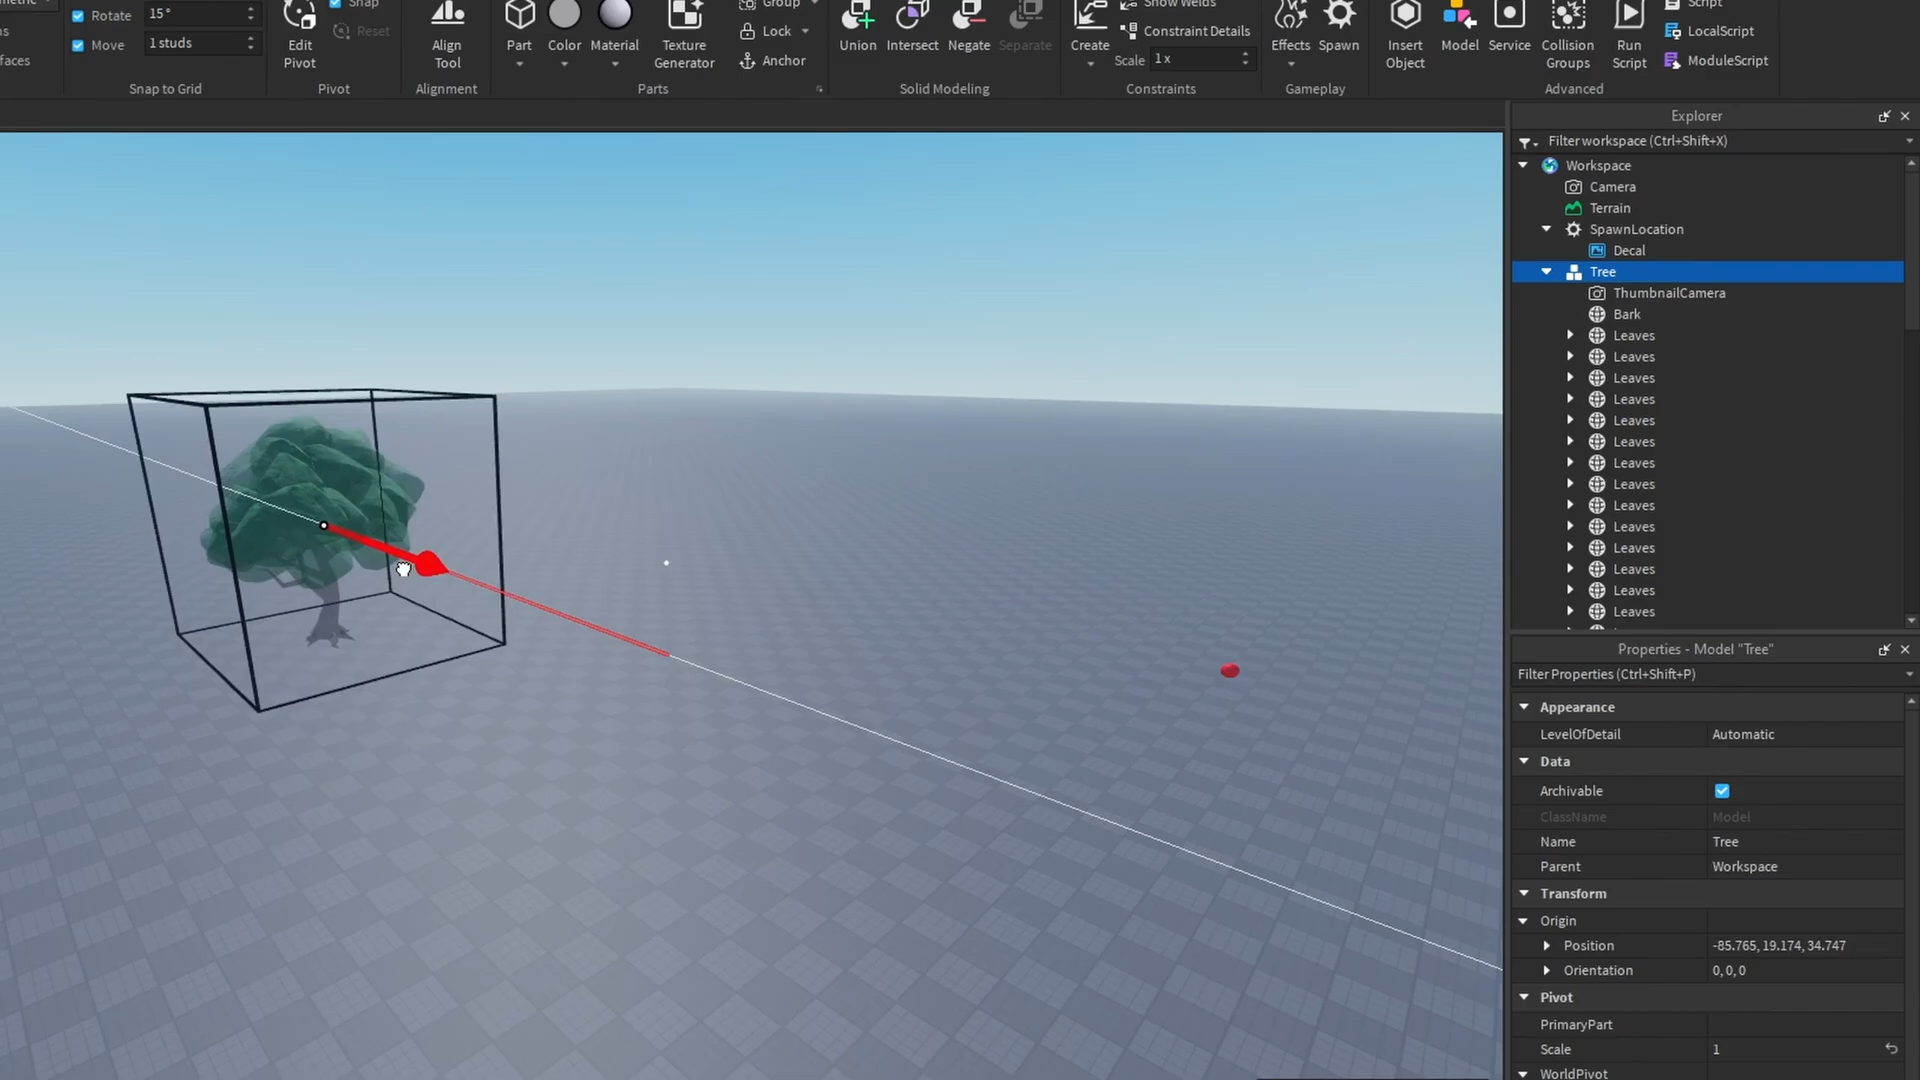 Rotate
15°
Move
1 studs
Snap to Grid
Snap
Edit
Pivot
Reset
Pivot
Align
Tool
Alignment
Part
Color
Material
Texture
Generator
Group
Lock
Anchor
Parts
Union
Intersect
Negate
Separate
Solid Modeling
Create
Show Welds
Constraint Details
Scale
1 x
Constraints
Effects
Spawn
Gameplay
Insert
Object
Model
Service
Collision
Groups
Run
Script
Script
LocalScript
ModuleScript
Advanced
Explorer
Filter workspace (Ctrl+Shift+X)
Workspace
Camera
Terrain
SpawnLocation
Decal
Tree
ThumbnailCamera
Bark
Leaves
Leaves
Leaves
Leaves
Leaves
Leaves
Leaves
Leaves
Leaves
Leaves
Leaves
Leaves
Leaves
Leaves
Properties - Model "Tree"
Filter Properties (Ctrl+Shift+P)
Appearance
LevelOfDetail Automatic
Data
Archivable
ClassName Model
Name Tree
Parent Workspace
Transform
Origin
Position -85.765, 19.174, 34.747
Orientation 0, 0, 0
Pivot
PrimaryPart
Scale 1
WorldPivot